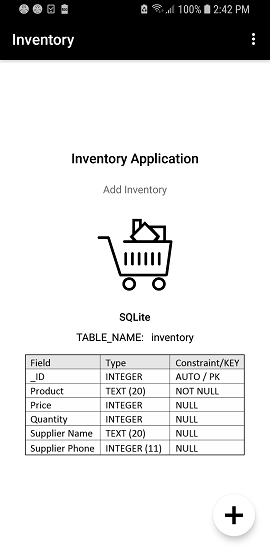 100% 2:42 PM
Inventory
Inventory Application
Add Inventory
SQLite
TABLE_NAME: inventory
Field Type Constraint/KEY
_ID INTEGER AUTO / PK
Product TEXT (20) NOT NULL
Price INTEGER NULL
Quantity INTEGER NULL
Supplier Name TEXT (20) NULL
Supplier Phone INTEGER (11) NULL